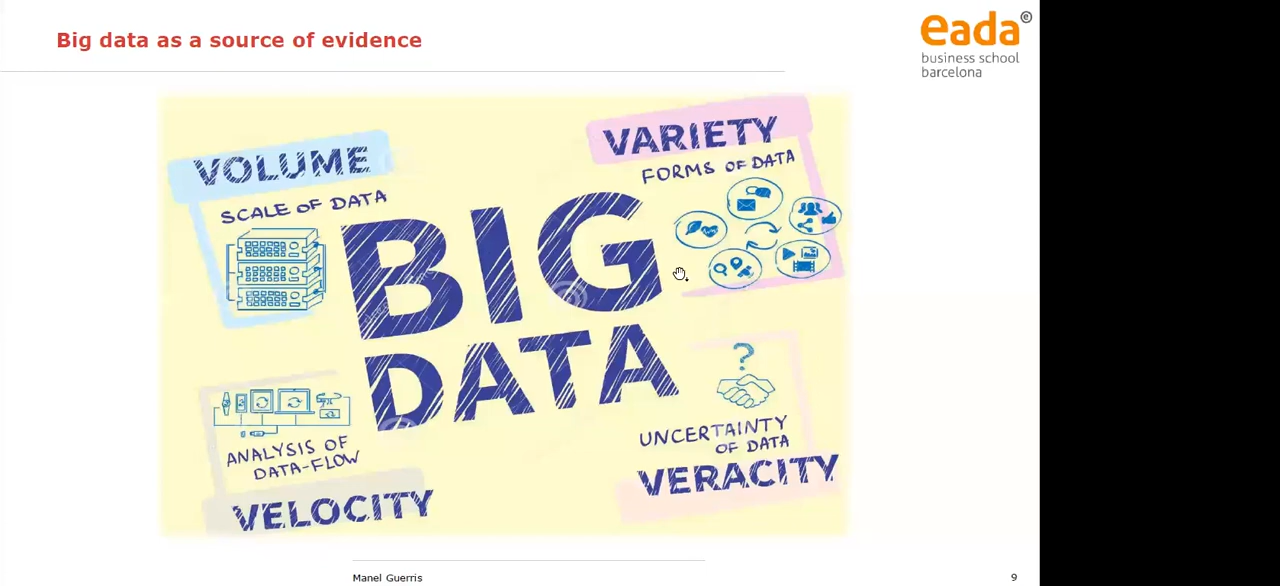 Big data as a source of evidence
eada
business school
barcelona
VOLUME
SCALE OF DATA
VARIETY
FORMS OF DATA
BIG
DATA
ANALYSIS OF
DATA-FLOW
VELOCITY
?
UNCERTAINTY
OF DATA
VERACITY
Manel Guerris
9